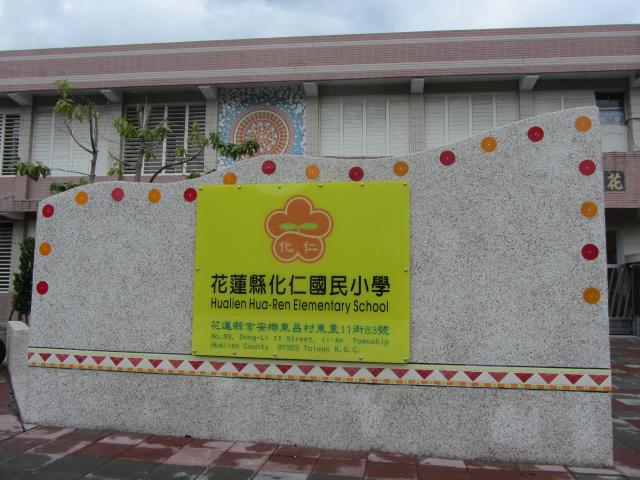 化仁
花蓮縣化仁國民小學
Hualien Hua-Ren Elementary School
花蓮縣吉安鄉東昌村東里11街83號
No.83, Dong-Li 11 Street, Ji-An Township
Hualien County 97353 Taiwan R.O.C.
花